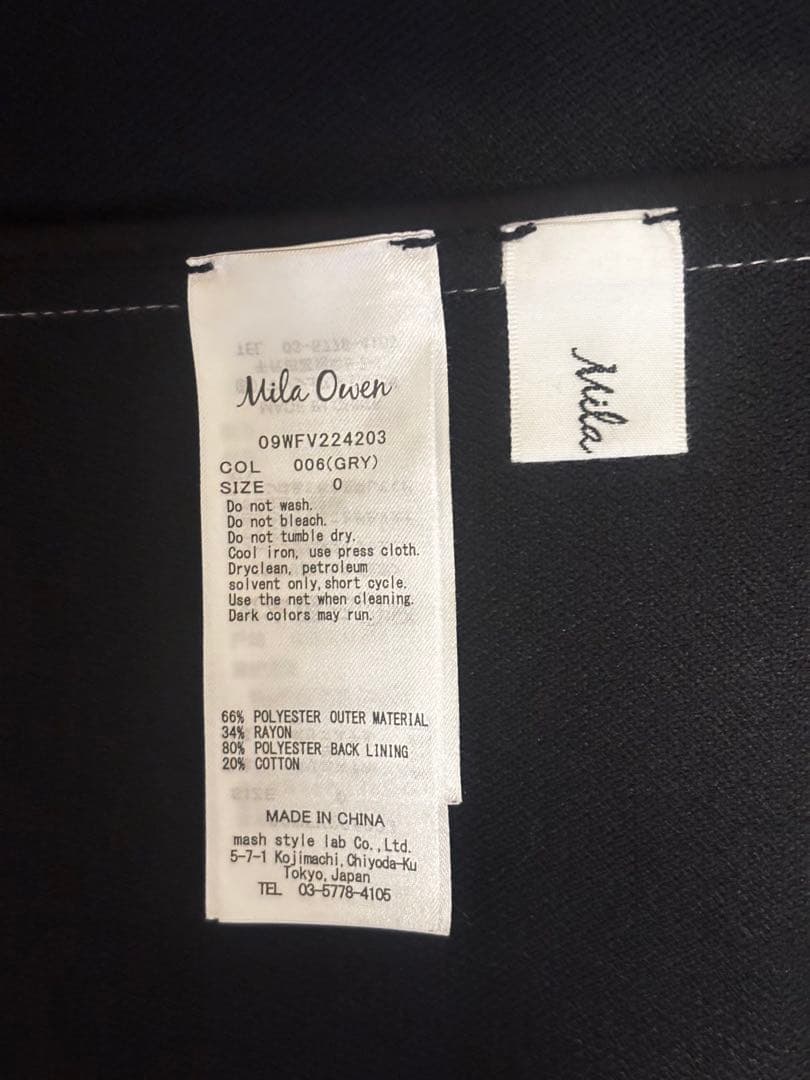 Mila Owen
09WFV224203
COL 006(GRY)
SIZE 0
Do not wash.
Do not bleach.
Do not tumble dry.
Cool iron, use press cloth.
Dryclean, petroleum
solvent only,short cycle.
Use the net when cleaning.
Dark colors may run.
66% POLYESTER OUTER MATERIAL
34% RAYON
80% POLYESTER BACK LINING
20% COTTON
MADE IN CHINA
mash style lab Co.,Ltd.
5-7-1 Kojimachi,Chiyoda-Ku
Tokyo,Japan
TEL 03-5778-4105
Mila